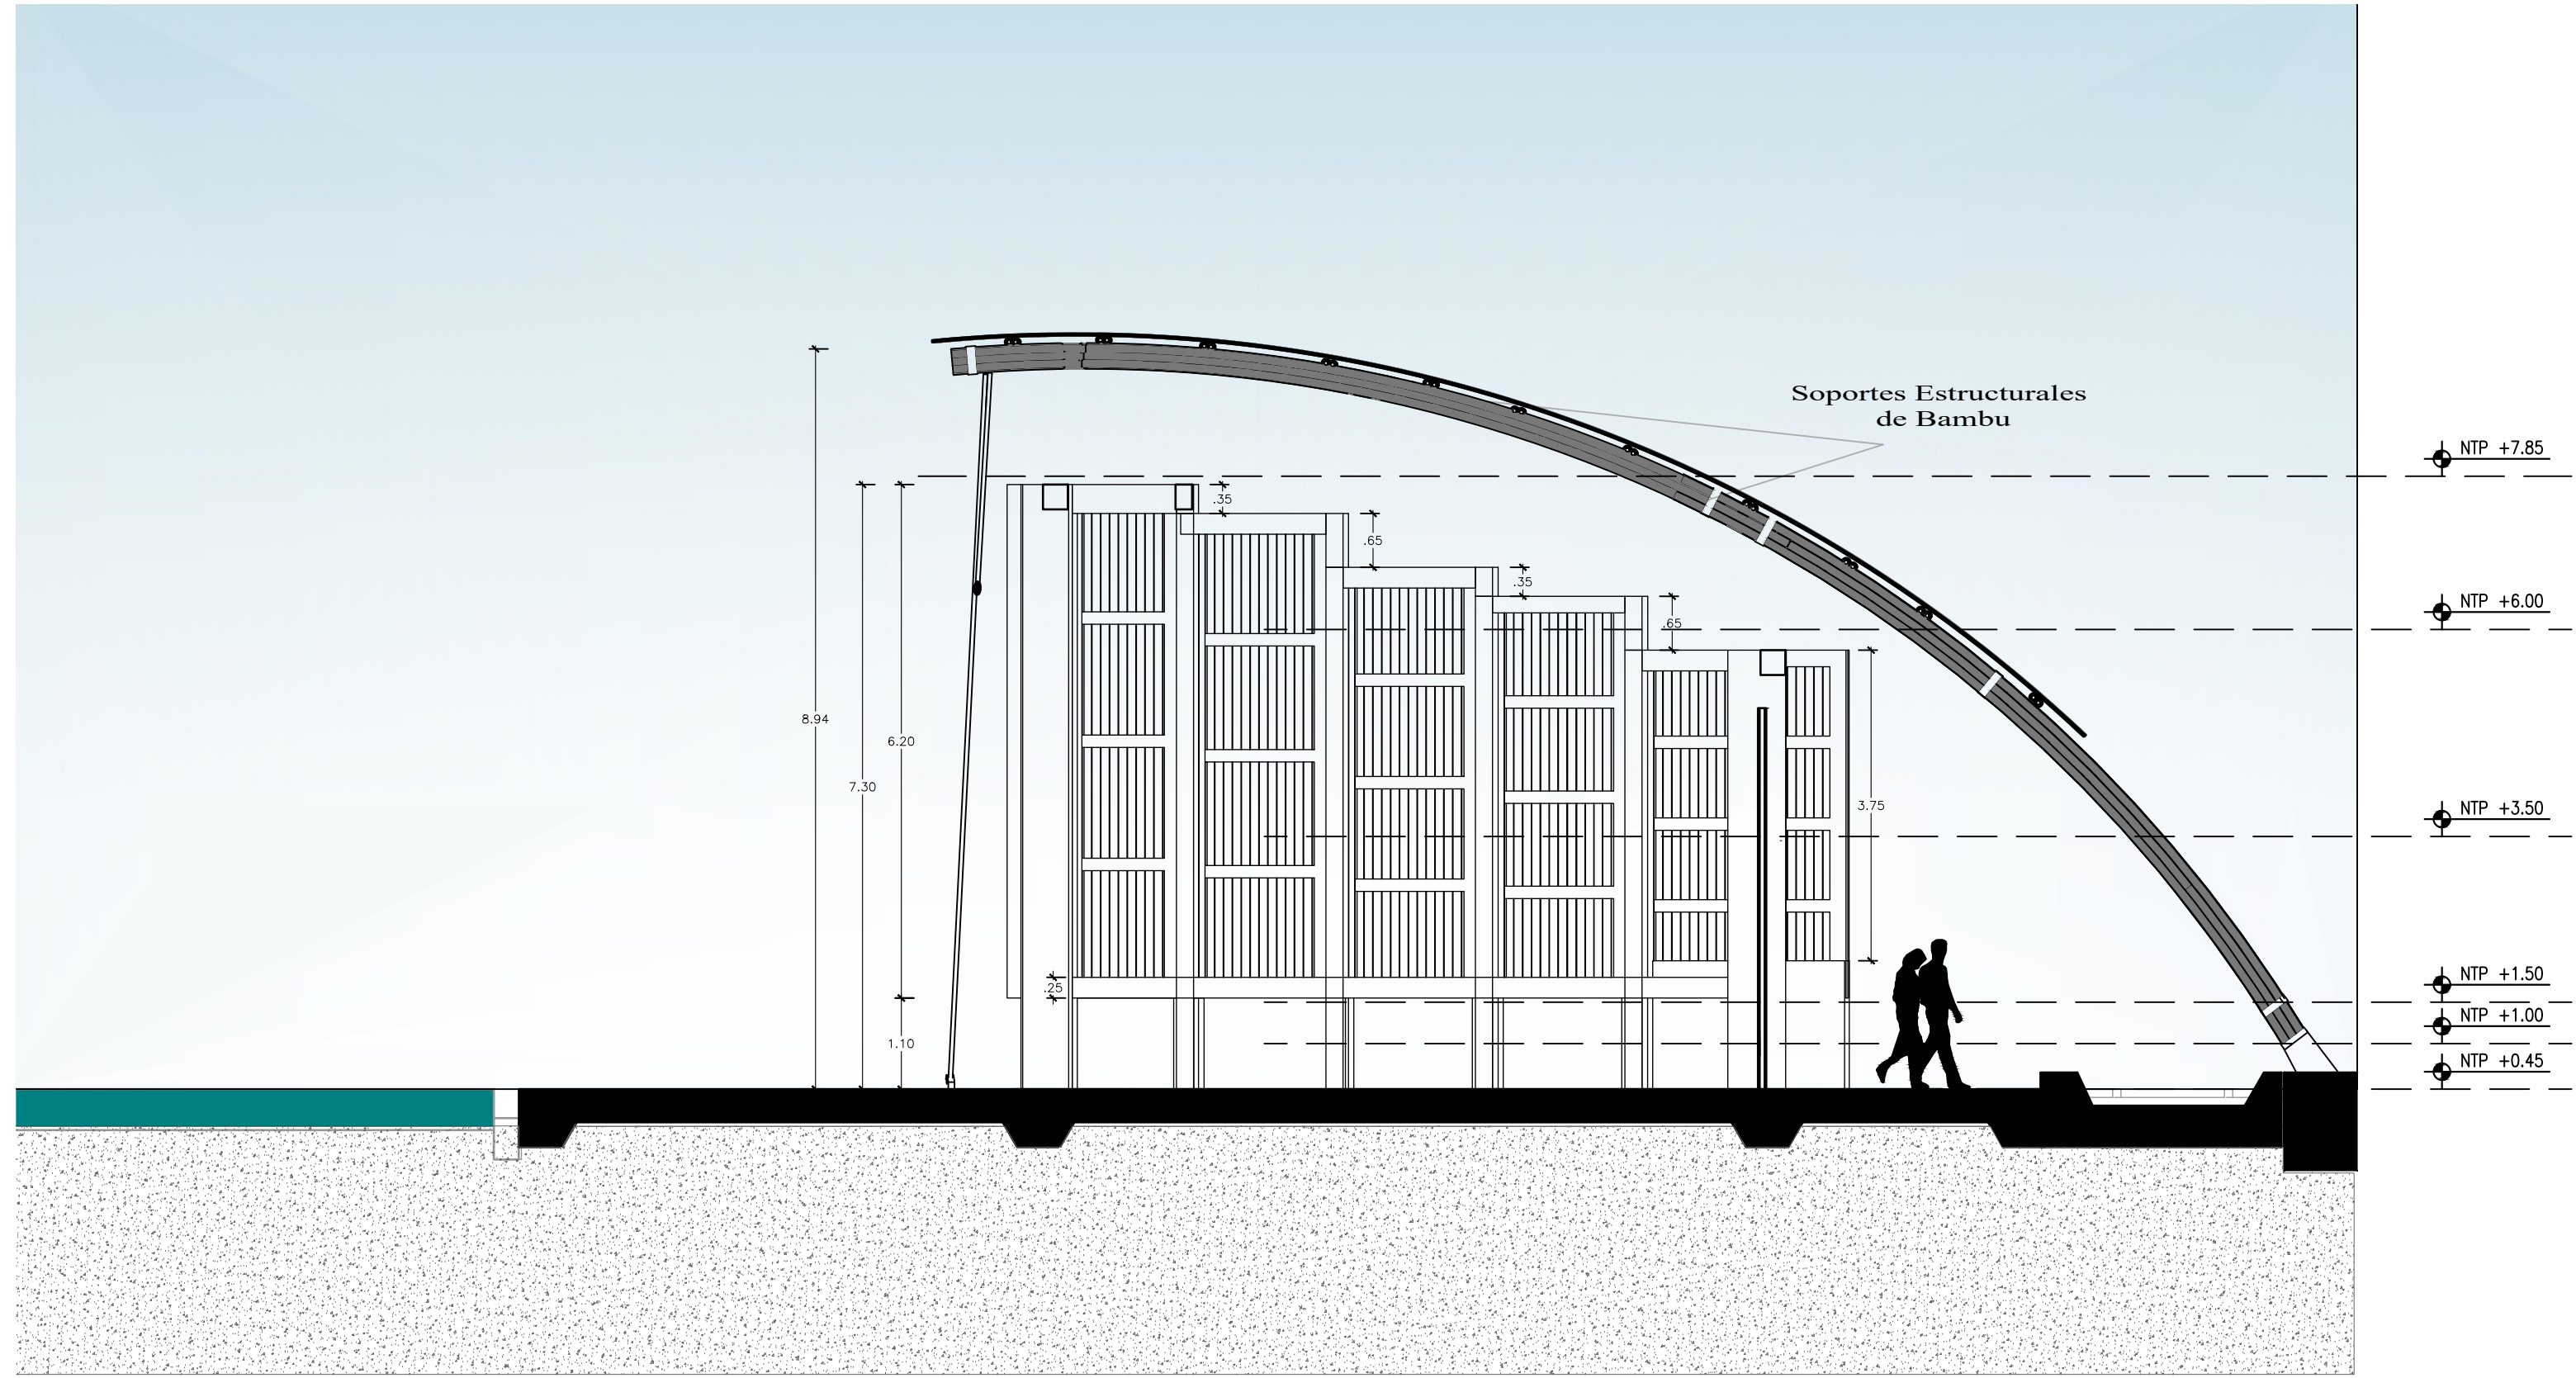 Soportes Estructurales
de Bambu
NTP +7.85
.35
.65
.35
NTP +6.00
.65
8.94
6.20
7.30
3.75
NTP +3.50
.25
NTP +1.50
NTP +1.00
1.10
NTP +0.45